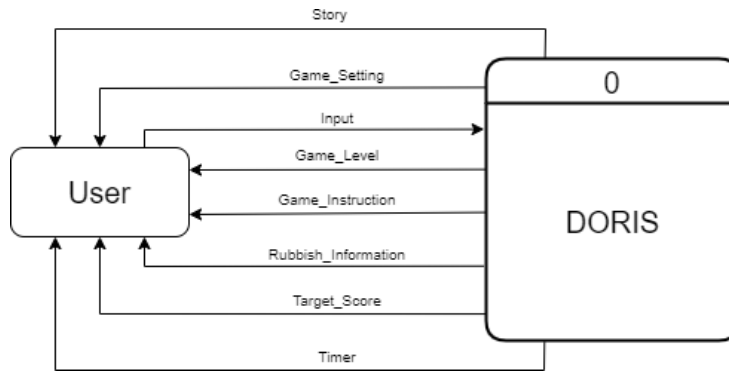 Story
Game_Setting
0
Input
Game_Level
User
Game_Instruction
DORIS
Rubbish_Information
Target_Score
Timer